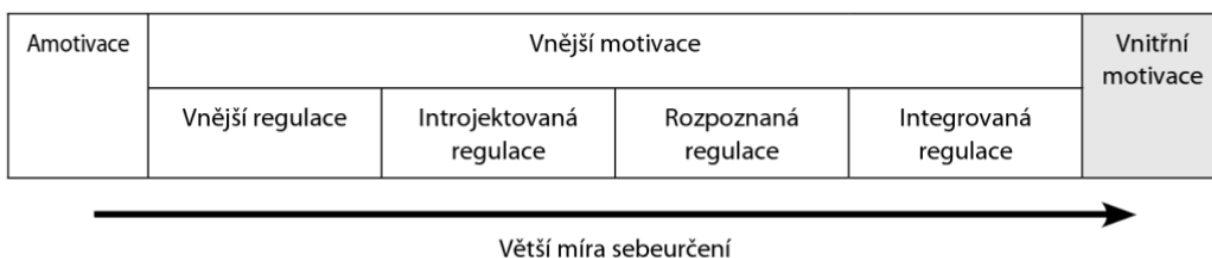 Amotivace
Vnější motivace
Vnitřní
motivace
Vnější regulace
Introjektovaná
regulace
Rozpoznaná
regulace
Integrovaná
regulace
Větší míra sebeurčení